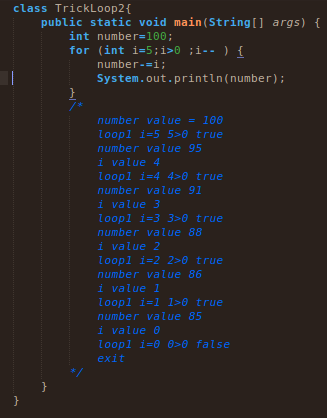 class TrickLoop2{
public static void main(String[] args) {
int number=100;
for (int i=5;i>0 ;i-- ) {
number-=i;
System.out.println(number);
}
/*
number value = 100
loop1 i=5 5>0 true
number value 95
i value 4
loop1 i=4 4>0 true
number value 91
i value 3
loop1 i=3 3>0 true
number value 88
i value 2
loop1 i=2 2>0 true
number value 86
i value 1
loop1 i=1 1>0 true
number value 85
i value 0
loop1 i=0 0>0 false
exit
*/
}
}